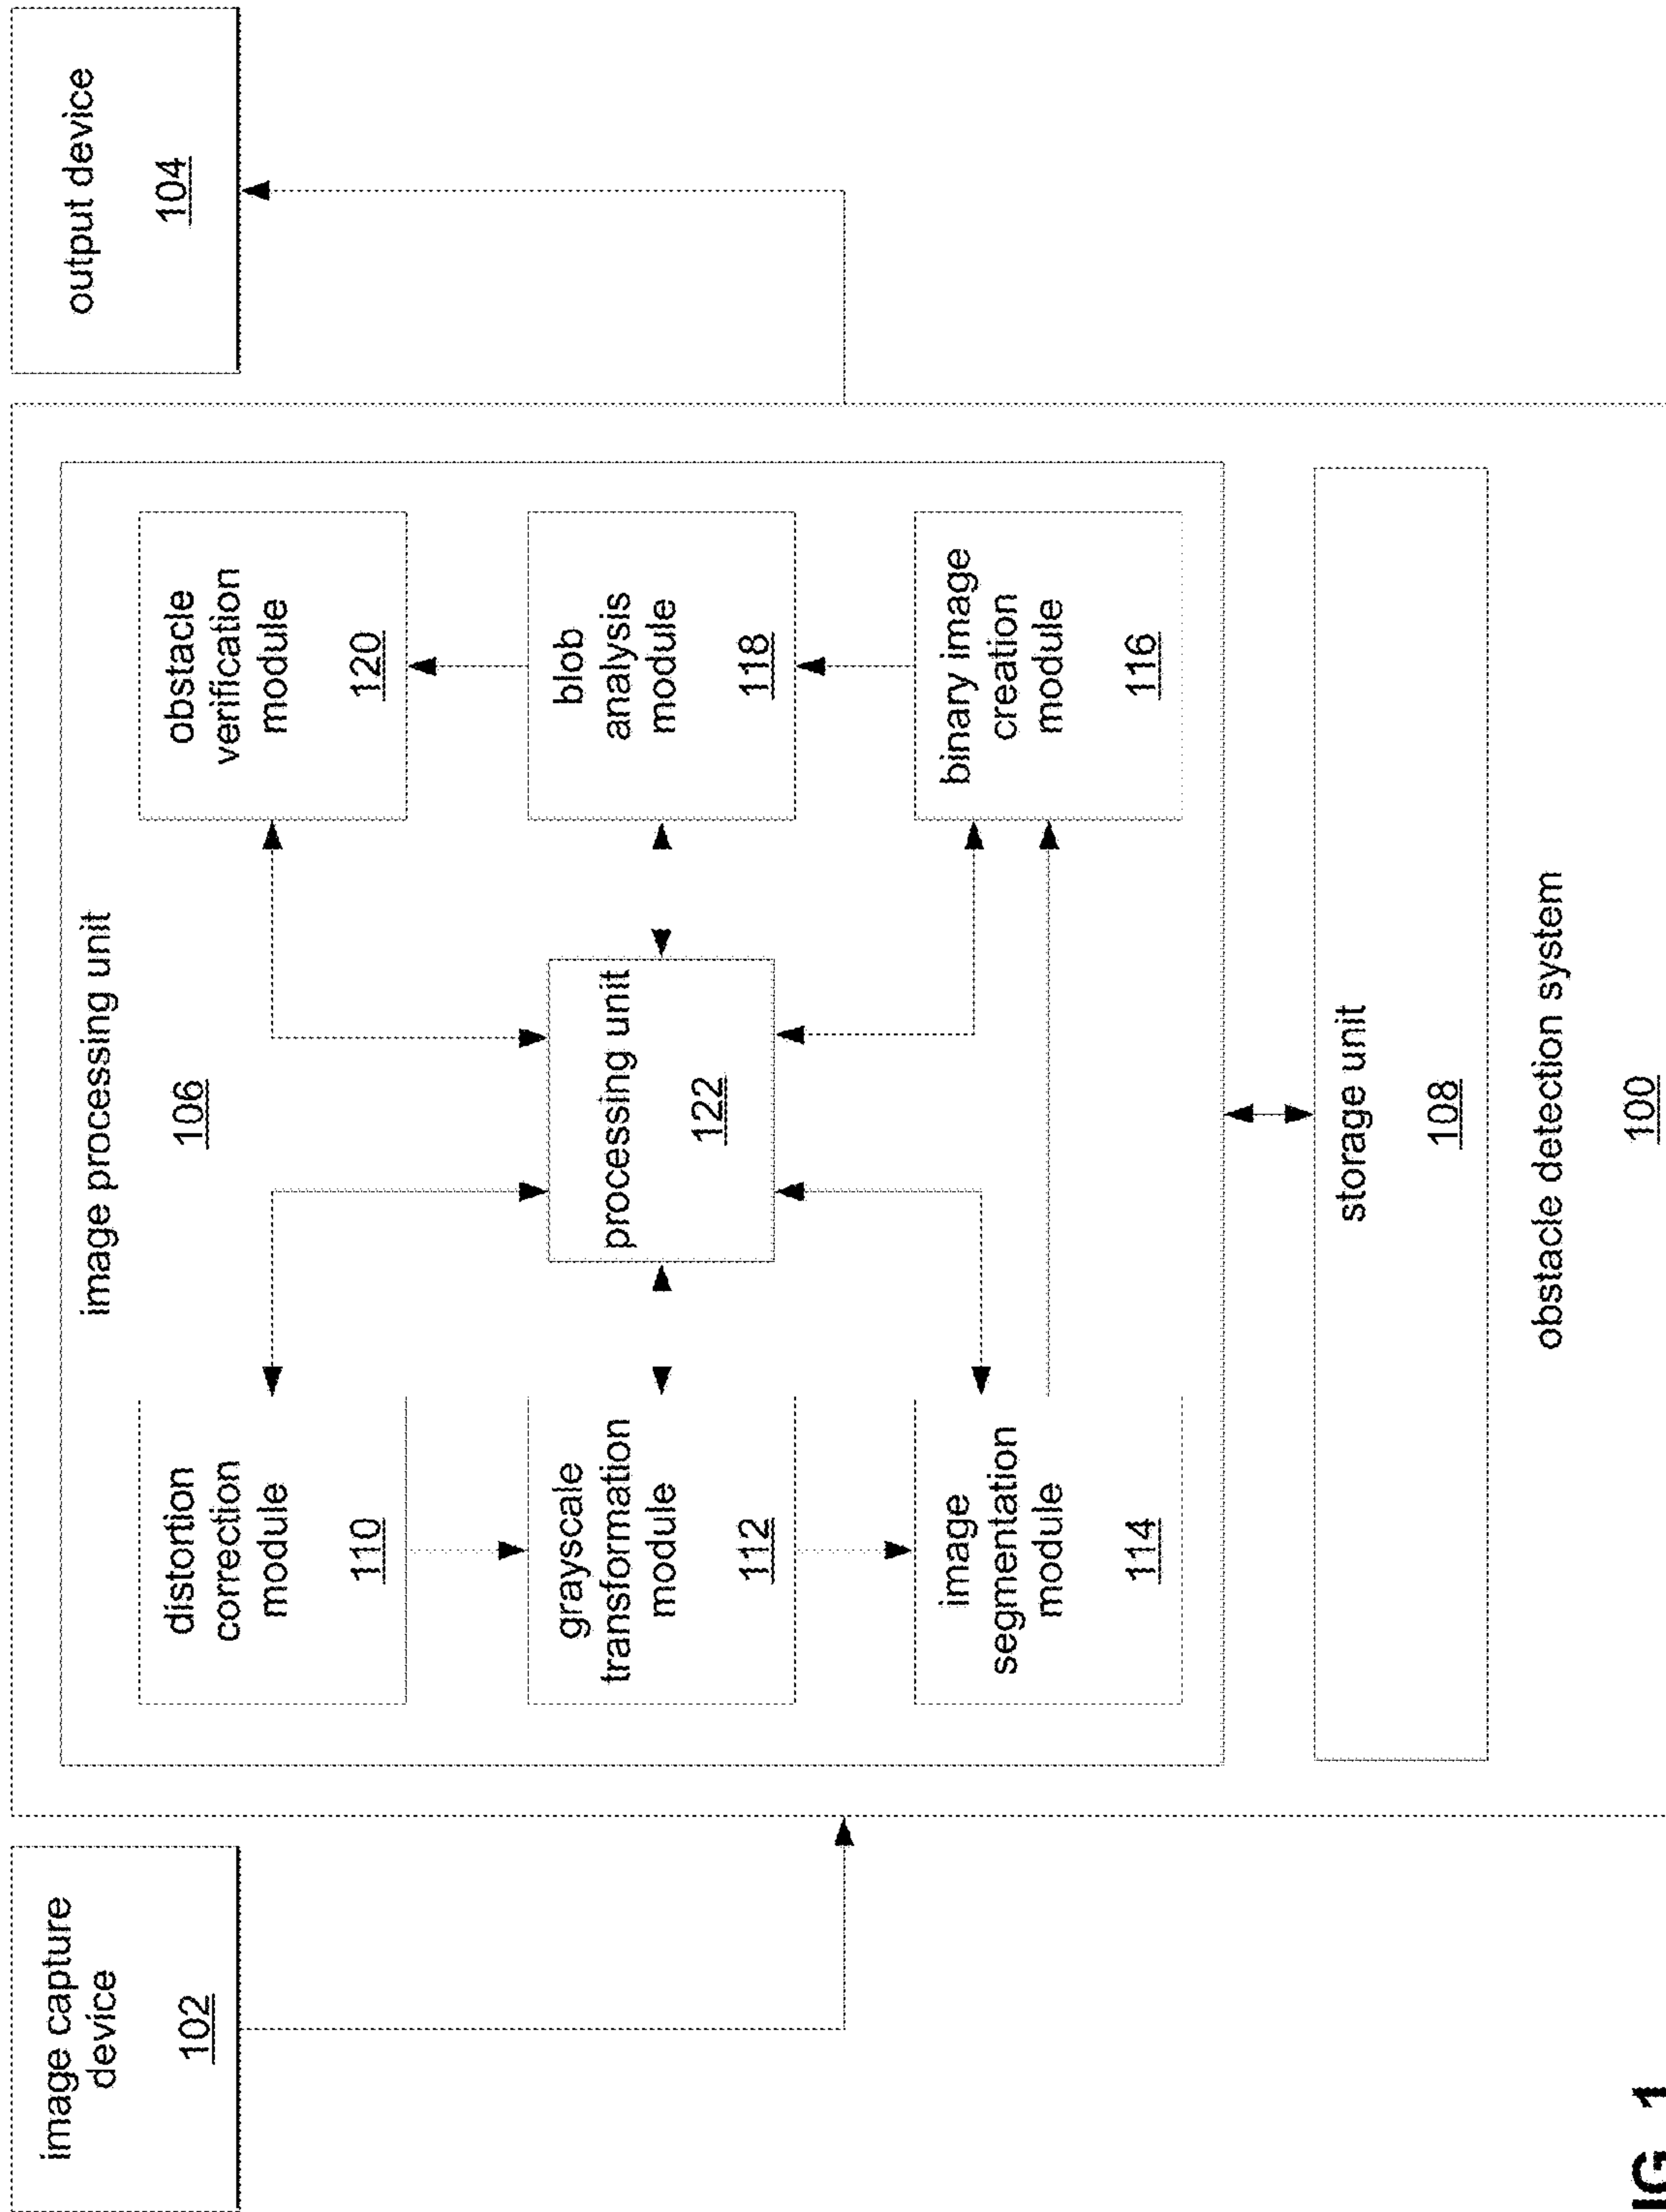 image capture
device
102
output device
104
image processing unit
106
distortion
correction
module
110
grayscale
transformation
module
112
image
segmentation
module
114
processing unit
122
obstacle
verification
module
120
blob
analysis
module
118
binary image
creation
module
116
storage unit
108
obstacle detection system
100
IG 1